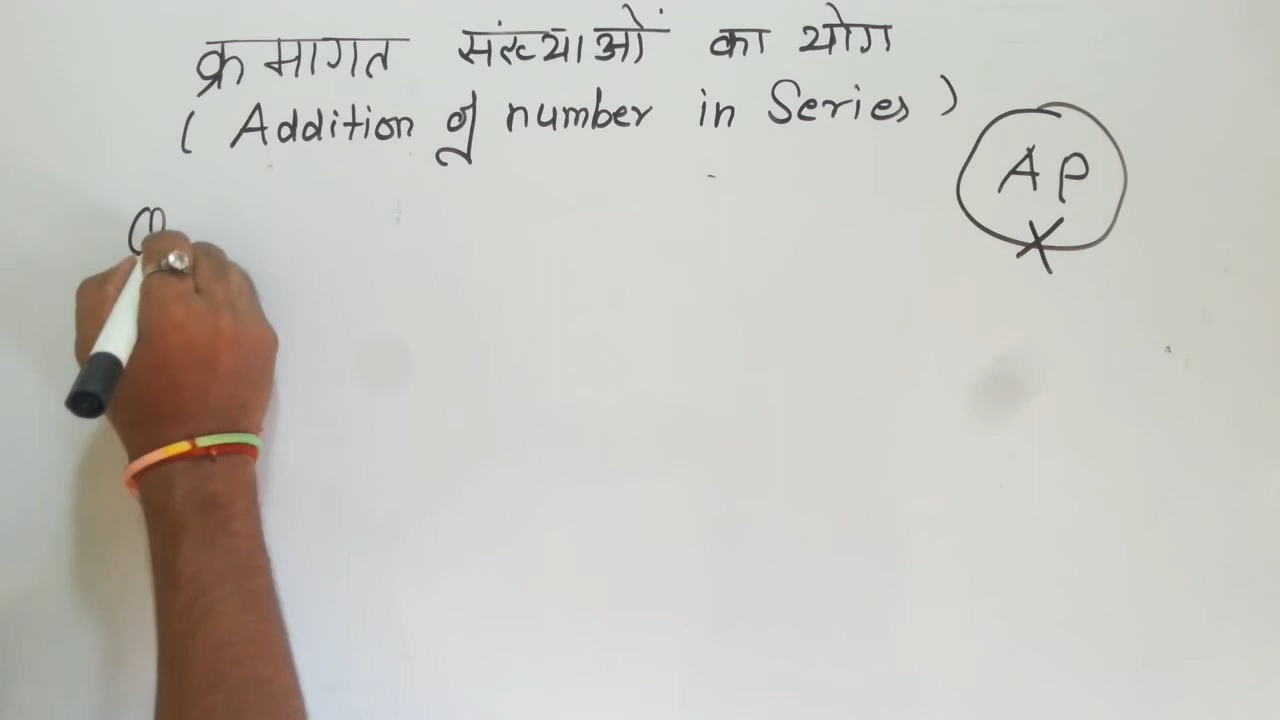 क्रमागत संख्याओं का योग
( Addition of number in Series )
AP
X